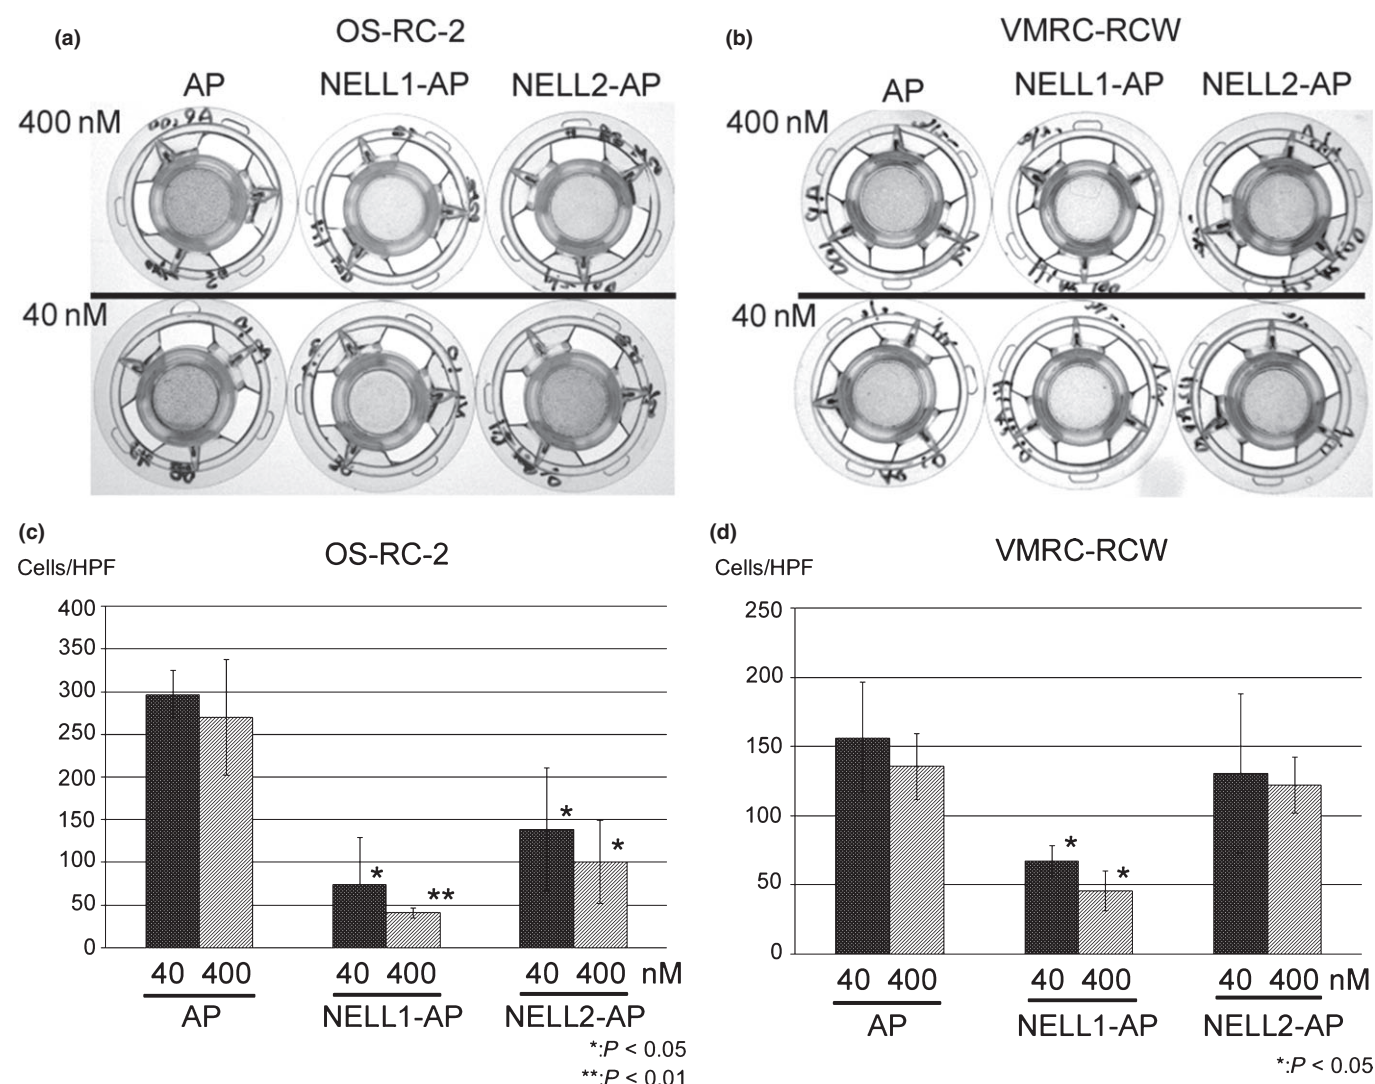 (a) OS-RC-2
AP NELL1-AP NELL2-AP
400 nM
40 nM
(b) VMRC-RCW
AP NELL1-AP NELL2-AP
400 nM
40 nM
(c) OS-RC-2
Cells/HPF
400
350
300
250
200
150
100
50
0
* ** * *
40 400 40 400 40 400 nM
AP NELL1-AP NELL2-AP
*:P < 0.05
**:P < 0.01
(d) VMRC-RCW
Cells/HPF
250
200
150
100
50
0
* *
40 400 40 400 40 400 nM
AP NELL1-AP NELL2-AP
*:P < 0.05